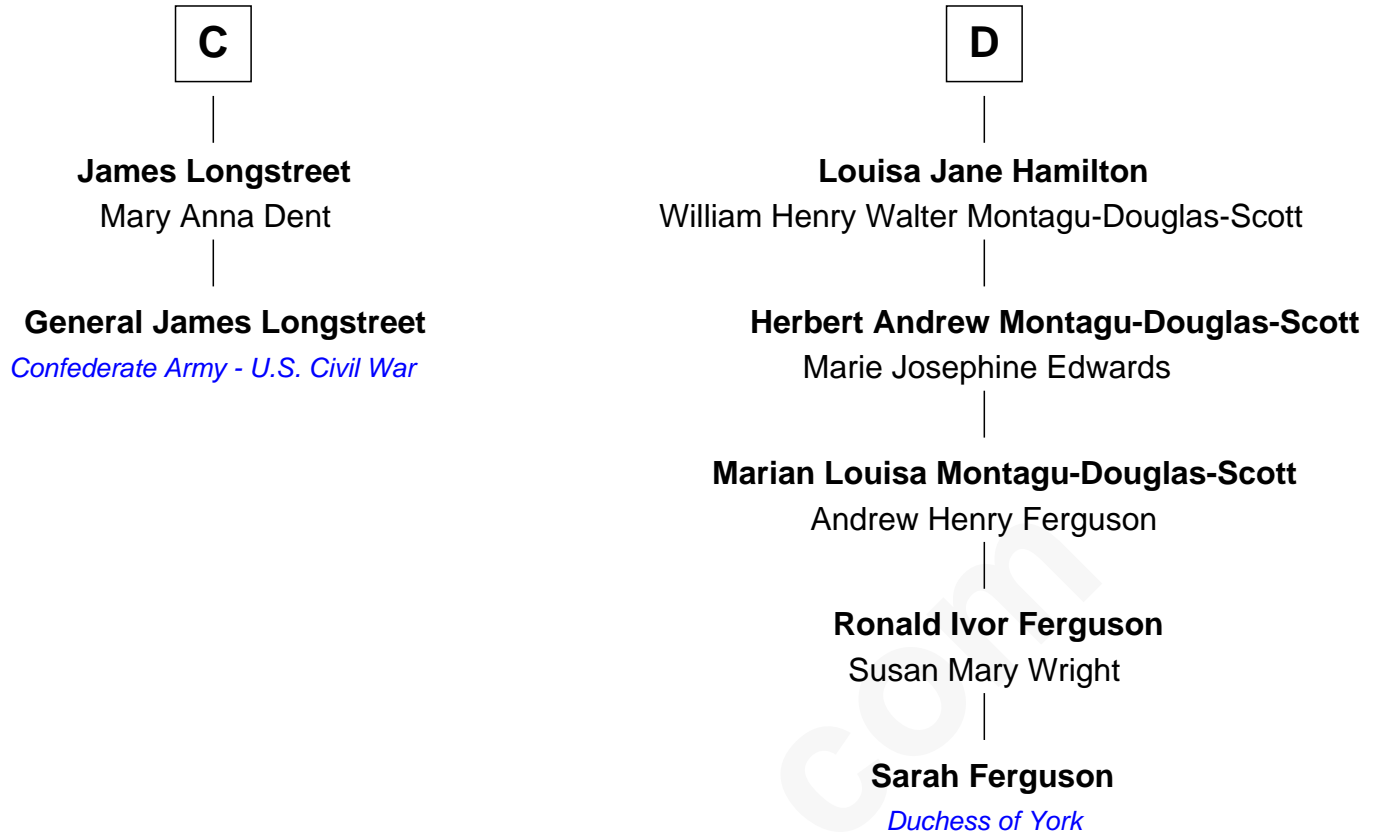 C
James Longstreet
Mary Anna Dent
General James Longstreet
Confederate Army - U.S. Civil War
D
Louisa Jane Hamilton
William Henry Walter Montagu-Douglas-Scott
Herbert Andrew Montagu-Douglas-Scott
Marie Josephine Edwards
Marian Louisa Montagu-Douglas-Scott
Andrew Henry Ferguson
Ronald Ivor Ferguson
Susan Mary Wright
Sarah Ferguson
Duchess of York
com